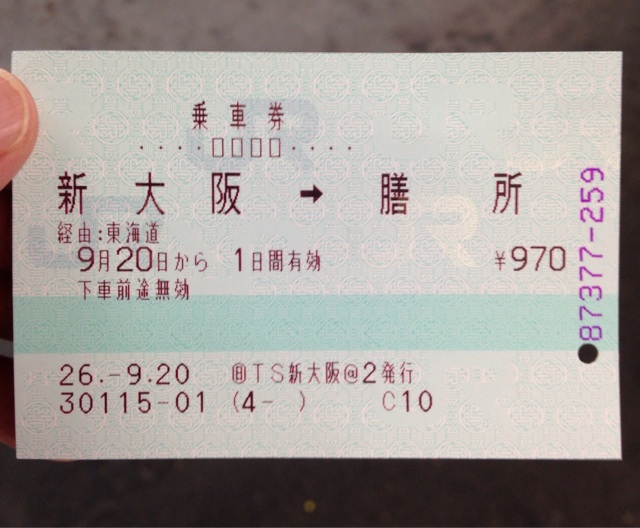 乗車券
・・・・□□□□・・・・
新大阪 → 膳所
経由:東海道
9月20日から 1日間有効 ¥970
下車前途無効
26.-9.20 ㊐TS新大阪@2発行
30115-01 (4- ) C10
87377-259